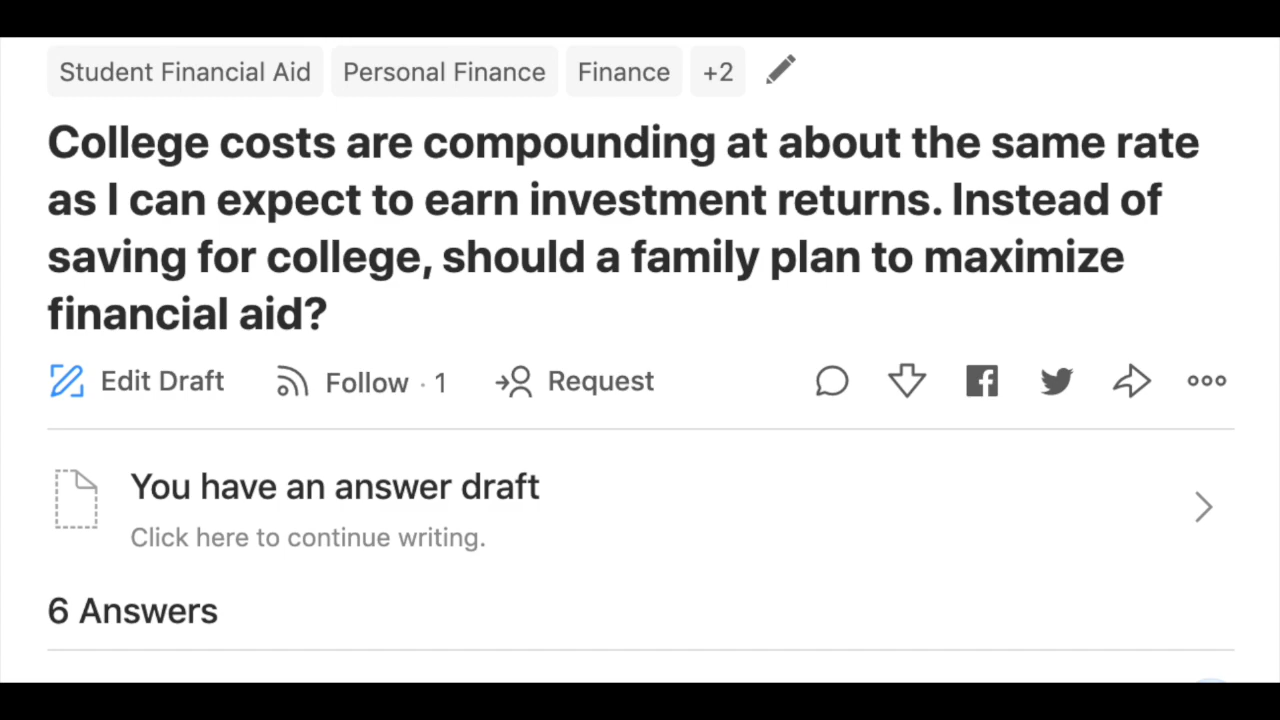 Student Financial Aid Personal Finance Finance +2
College costs are compounding at about the same rate
as I can expect to earn investment returns. Instead of
saving for college, should a family plan to maximize
financial aid?
Edit Draft Follow · 1 Request
You have an answer draft
Click here to continue writing.
6 Answers